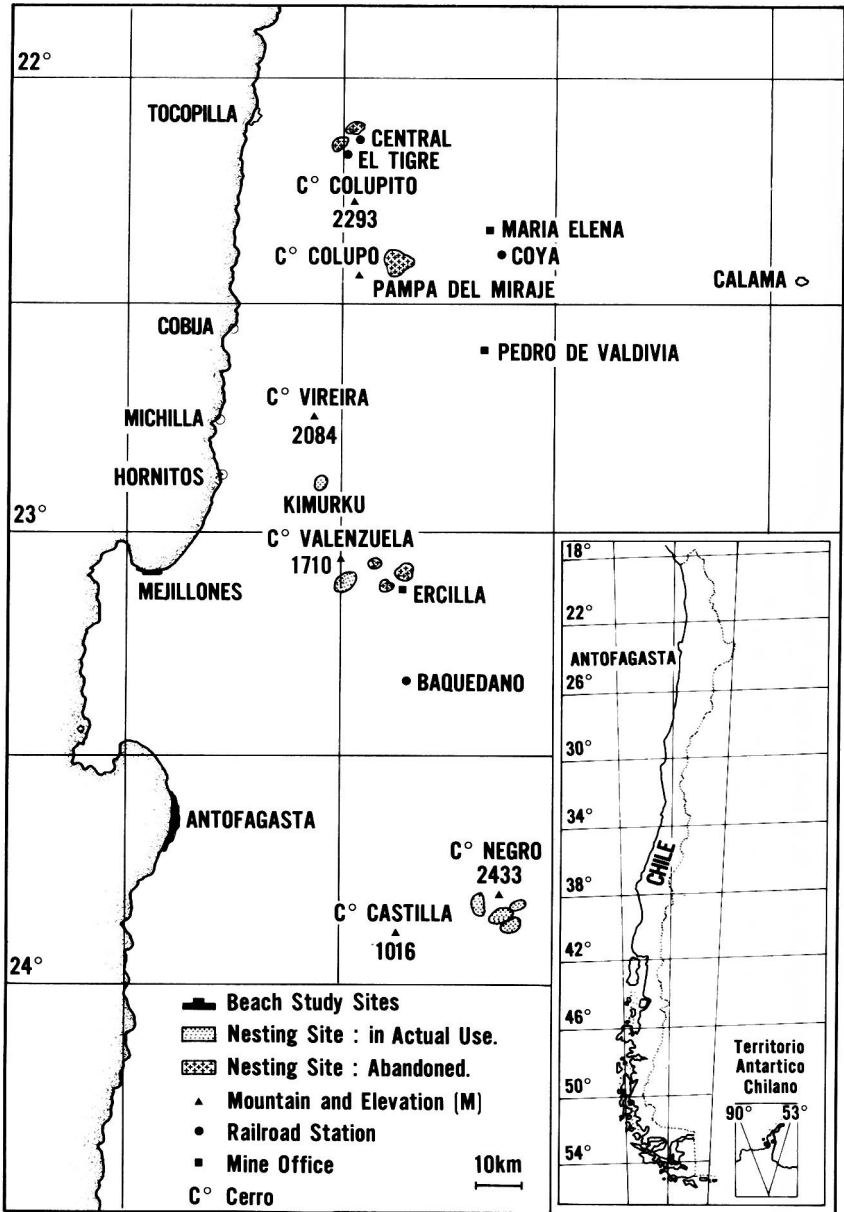 22°
TOCOPILLA
CENTRAL
EL TIGRE
C° COLUPITO
2293
MARIA ELENA
C° COLUPO
COYA
PAMPA DEL MIRAJE
CALAMA
COBIJA
PEDRO DE VALDIVIA
C° VIREIRA
MICHILLA
2084
HORNITOS
KIMURKU
23°
C° VALENZUELA
1710
MEJILLONES
ERCILLA
BAQUEDANO
ANTOFAGASTA
C° NEGRO
2433
C° CASTILLA
1016
24°
Beach Study Sites
Nesting Site : in Actual Use.
Nesting Site : Abandoned.
Mountain and Elevation (M)
Railroad Station
Mine Office
10km
C° Cerro
18°
22°
ANTOFAGASTA
26°
30°
34°
CHILE
38°
42°
46°
50°
54°
Territorio
Antartico
Chilano
90° 53°